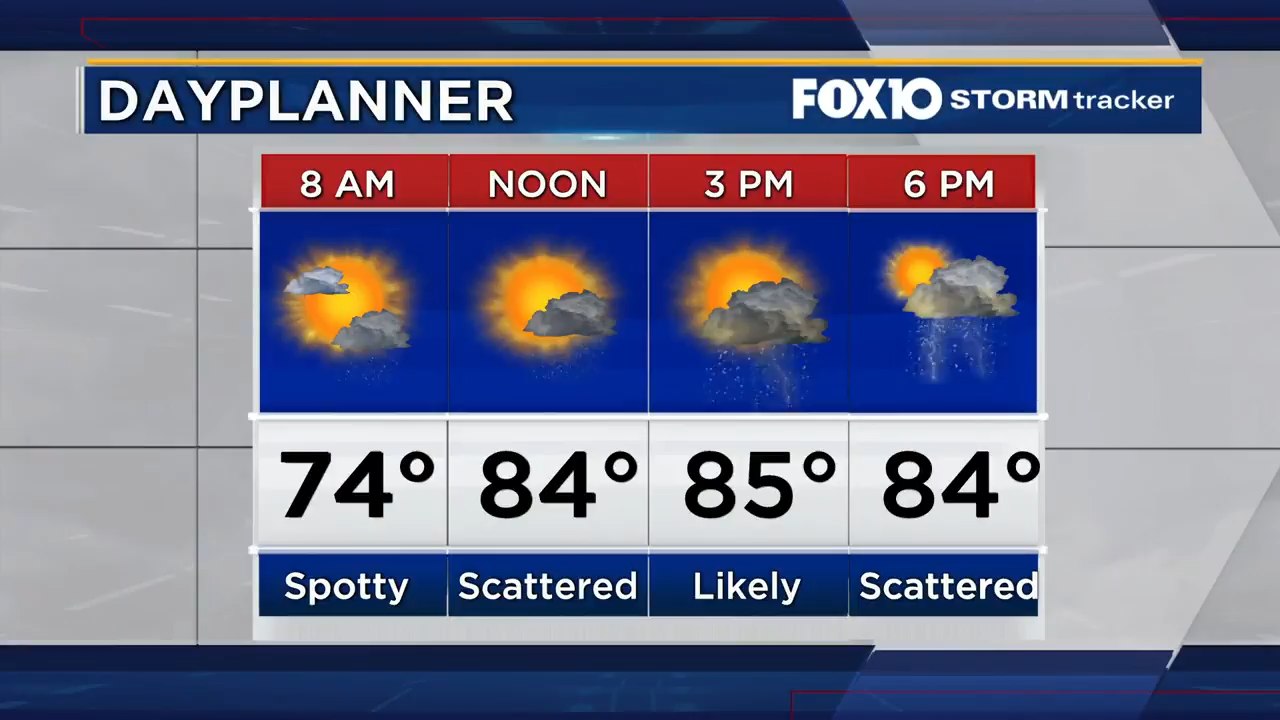 DAYPLANNER
FOX10 STORM tracker
8 AM NOON 3 PM 6 PM
74° 84° 85° 84°
Spotty Scattered Likely Scattered